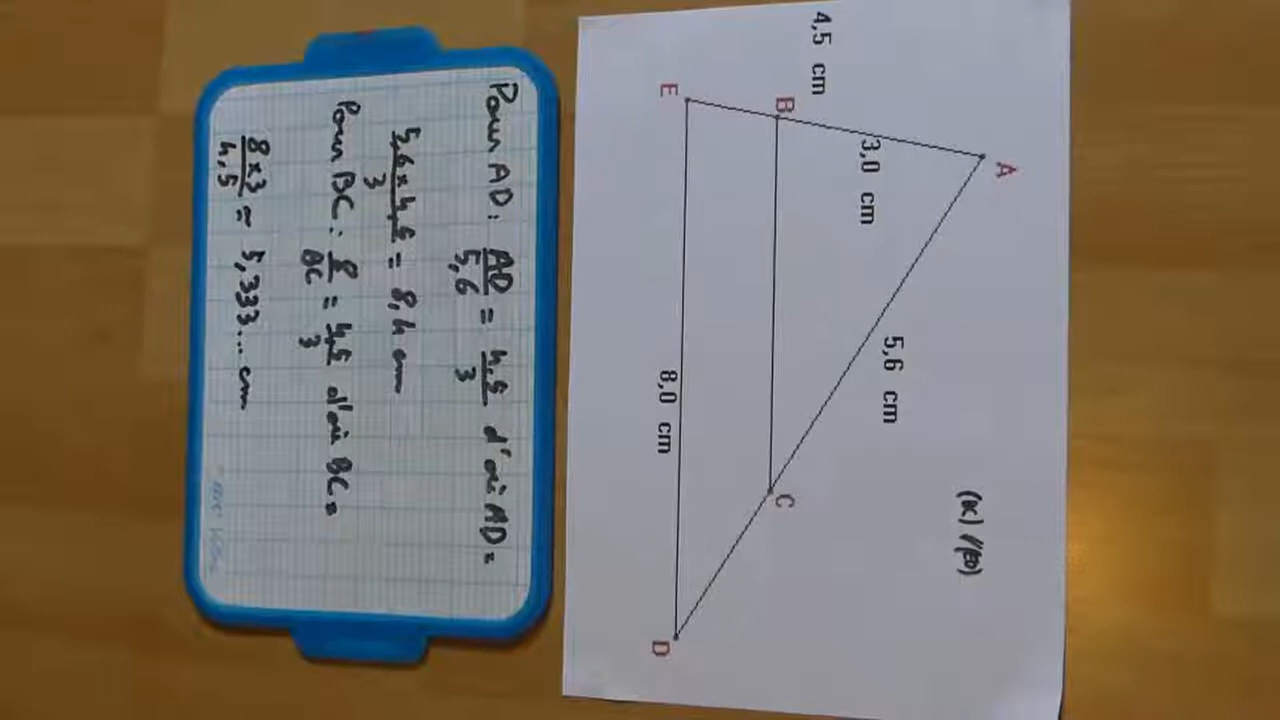 Pour AD : AD/5,6 = 4,5/3 d'où AD =
5,6 × 4,5/3 = 8,4 cm
Pour BC : 8/BC = 4,5/3 d'où BC =
8 × 3/4,5 ≈ 5,333... cm
(BC) // (ED)
A
3,0 cm
5,6 cm
4,5 cm
B
C
E
8,0 cm
D